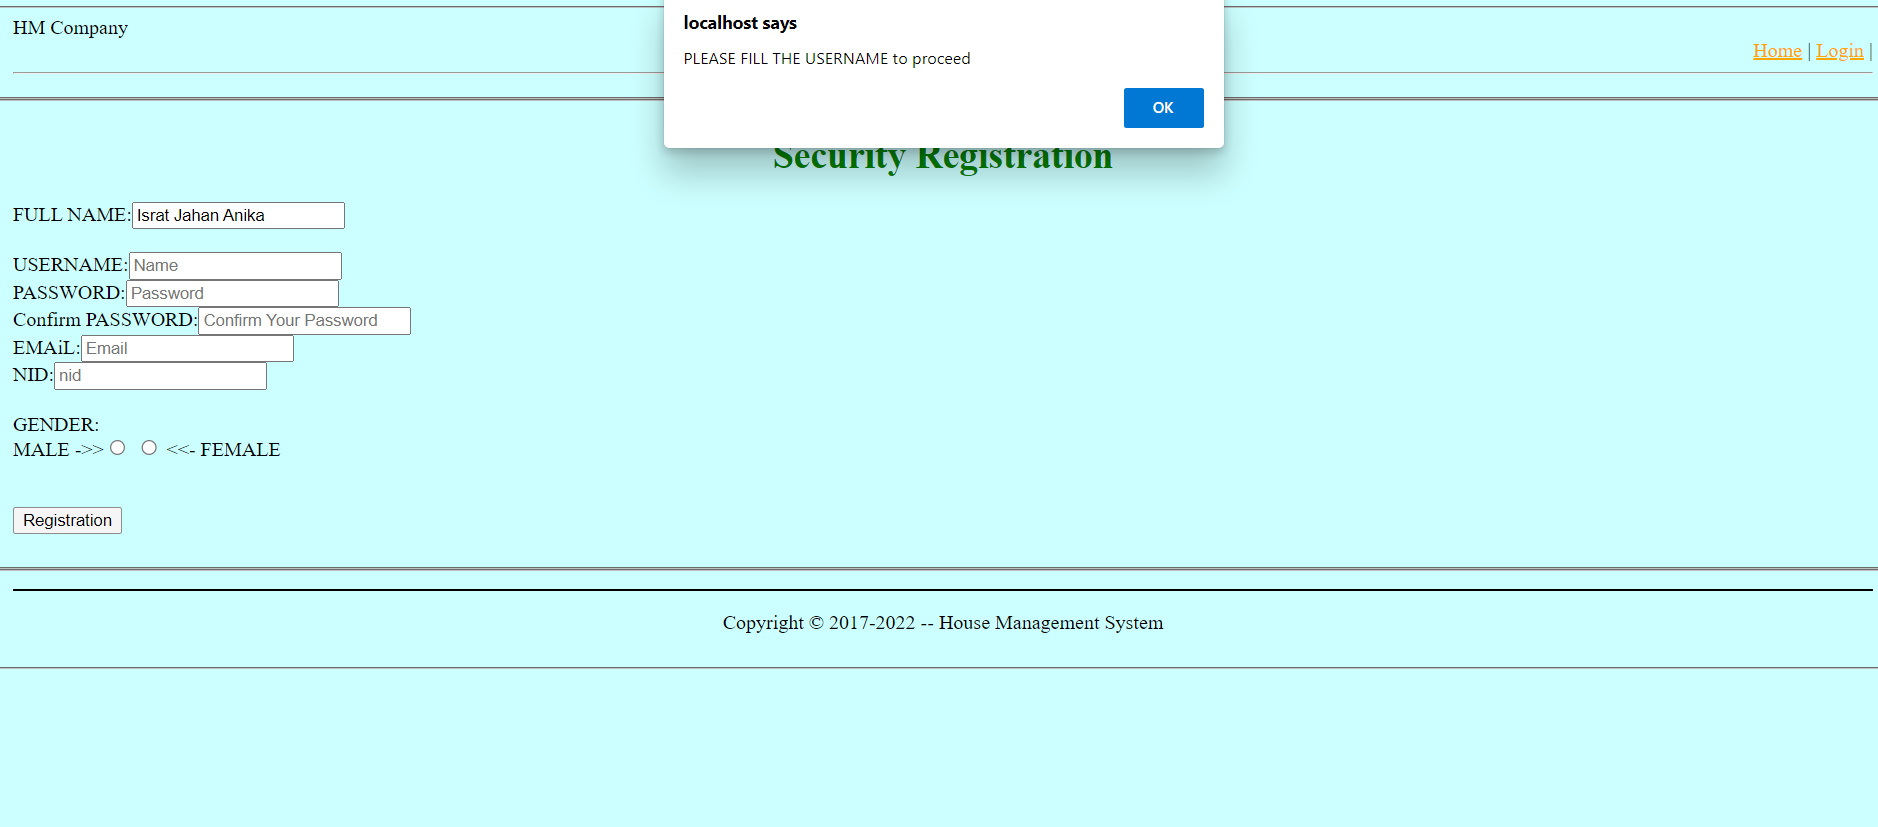 localhost says
PLEASE FILL THE USERNAME to proceed
OK
HM Company
Home | Login |
Security Registration
FULL NAME: Israt Jahan Anika
USERNAME: Name
PASSWORD: Password
Confirm PASSWORD: Confirm Your Password
EMAiL: Email
NID: nid
GENDER:
MALE ->> <<- FEMALE
Registration
Copyright © 2017-2022 -- House Management System